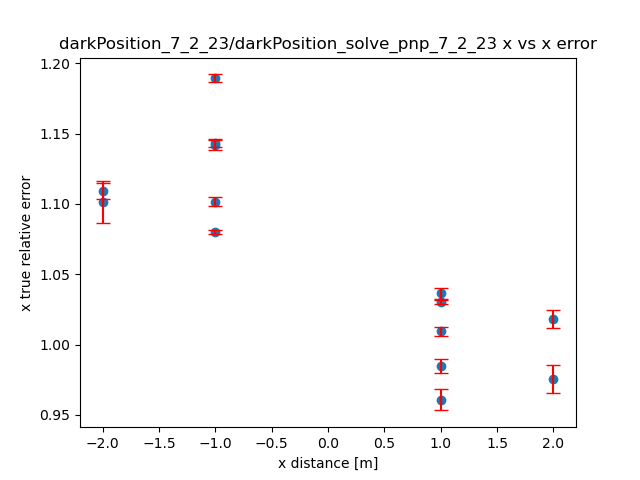 darkPosition_7_2_23/darkPosition_solve_pnp_7_2_23 x vs x error
1.20
1.15
1.10
1.05
1.00
0.95
x true relative error
−2.0 −1.5 −1.0 −0.5 0.0 0.5 1.0 1.5 2.0
x distance [m]